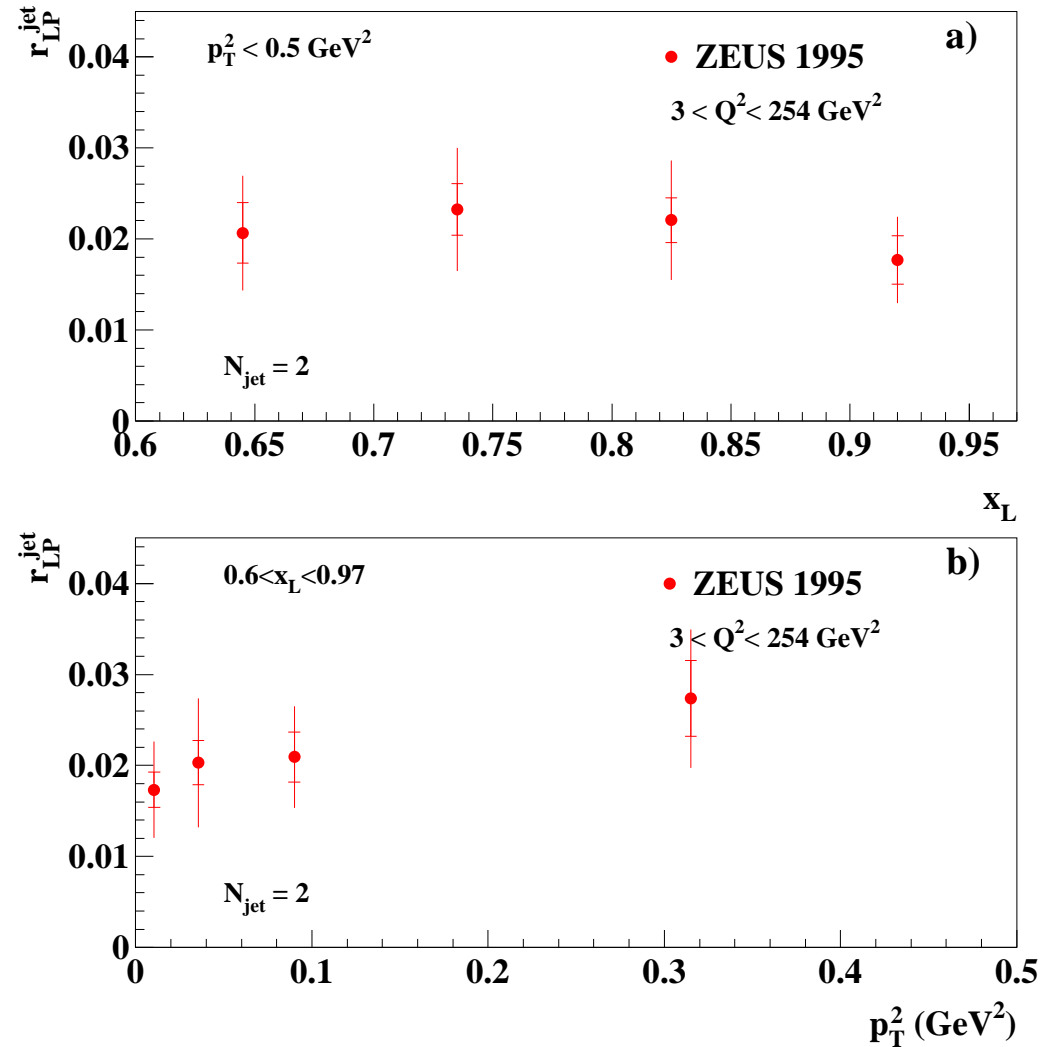 r_LP^jet
p_T^2 < 0.5 GeV^2
a)
ZEUS 1995
3 < Q^2 < 254 GeV^2
0.04
0.03
0.02
0.01
0
N_jet = 2
0.6 0.65 0.7 0.75 0.8 0.85 0.9 0.95
x_L
r_LP^jet
0.6<x_L<0.97
b)
ZEUS 1995
3 < Q^2 < 254 GeV^2
0.04
0.03
0.02
0.01
0
N_jet = 2
0 0.1 0.2 0.3 0.4 0.5
p_T^2 (GeV^2)